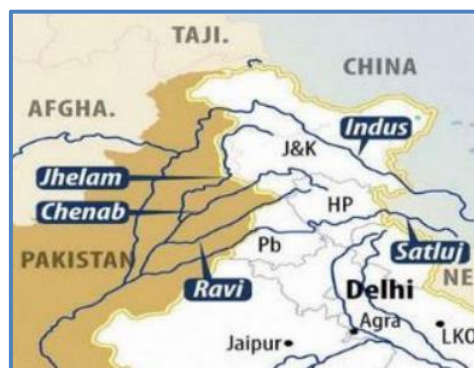 TAJI.
CHINA
AFGHA.
Indus
J&K
Jhelam
Chenab
HP
PAKISTAN
Pb
Satluj
Ravi
NE
Delhi
Agra
LKO
Jaipur